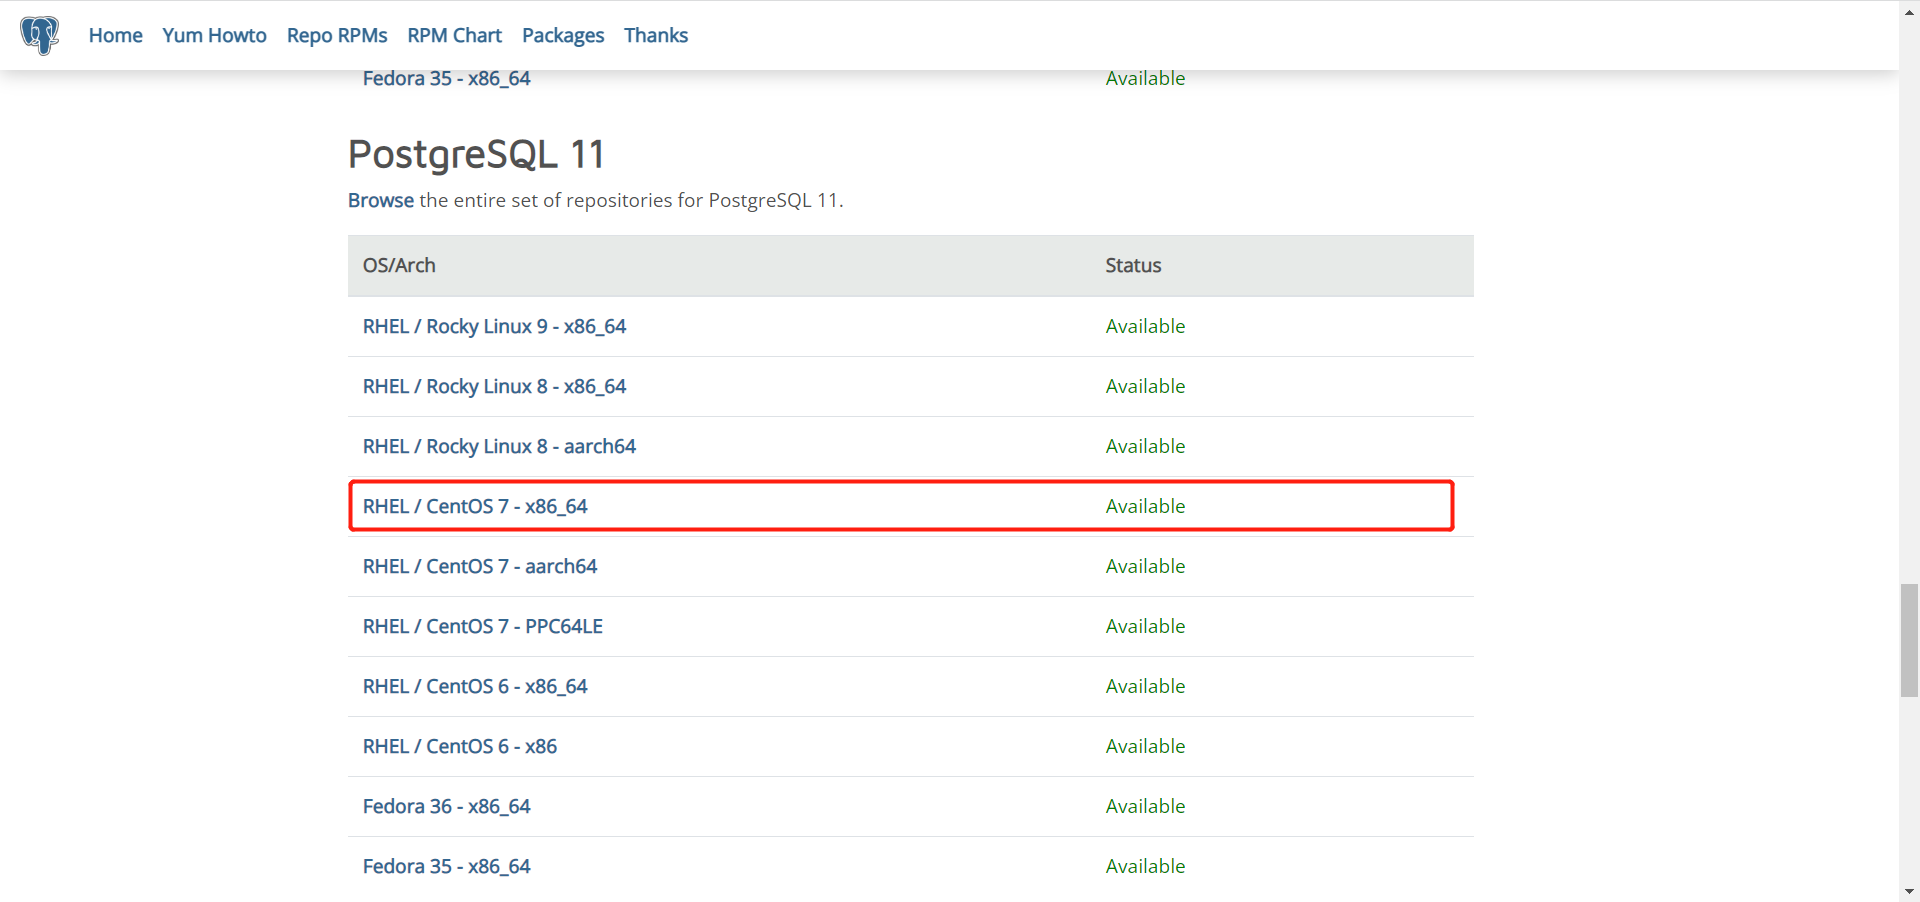 Home Yum Howto Repo RPMs RPM Chart Packages Thanks
Fedora 35 - x86_64 Available
PostgreSQL 11
Browse the entire set of repositories for PostgreSQL 11.
OS/Arch Status
RHEL / Rocky Linux 9 - x86_64 Available
RHEL / Rocky Linux 8 - x86_64 Available
RHEL / Rocky Linux 8 - aarch64 Available
RHEL / CentOS 7 - x86_64 Available
RHEL / CentOS 7 - aarch64 Available
RHEL / CentOS 7 - PPC64LE Available
RHEL / CentOS 6 - x86_64 Available
RHEL / CentOS 6 - x86 Available
Fedora 36 - x86_64 Available
Fedora 35 - x86_64 Available